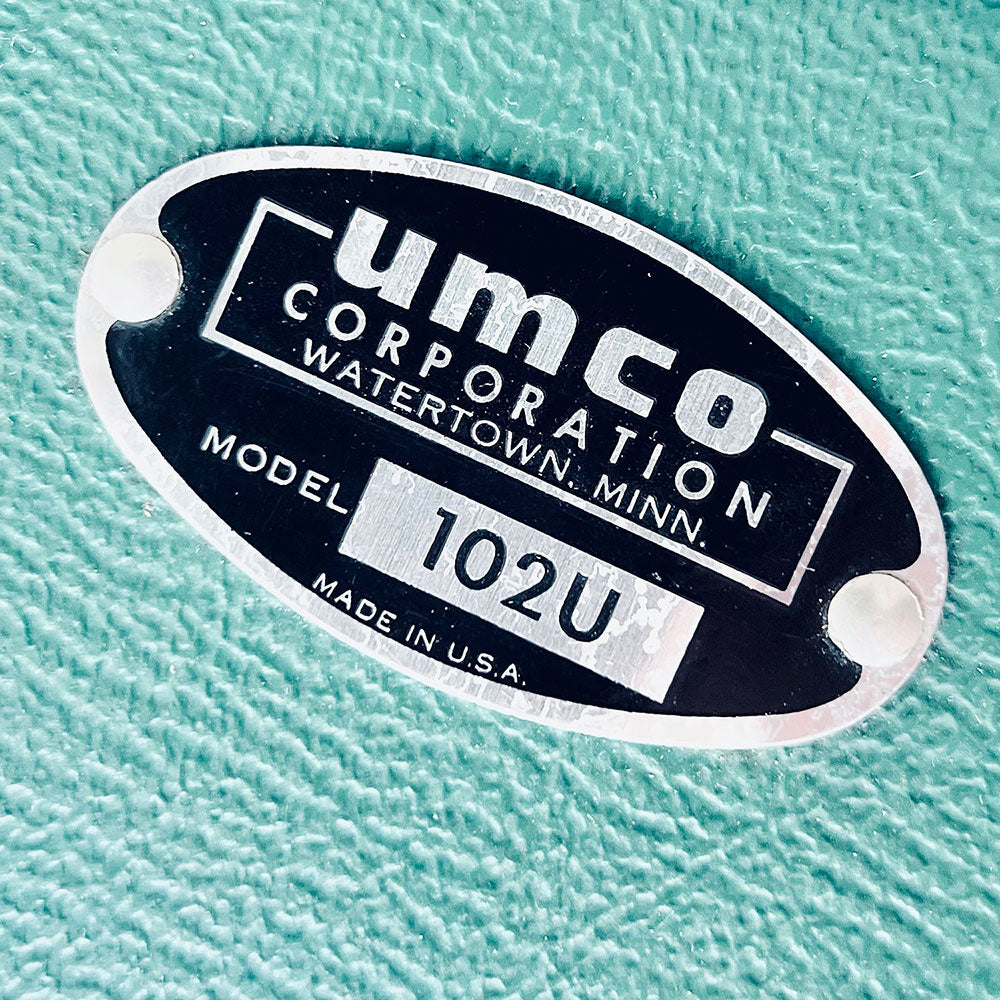 umco
CORPORATION
WATERTOWN. MINN.
MODEL 102U
MADE IN U.S.A.